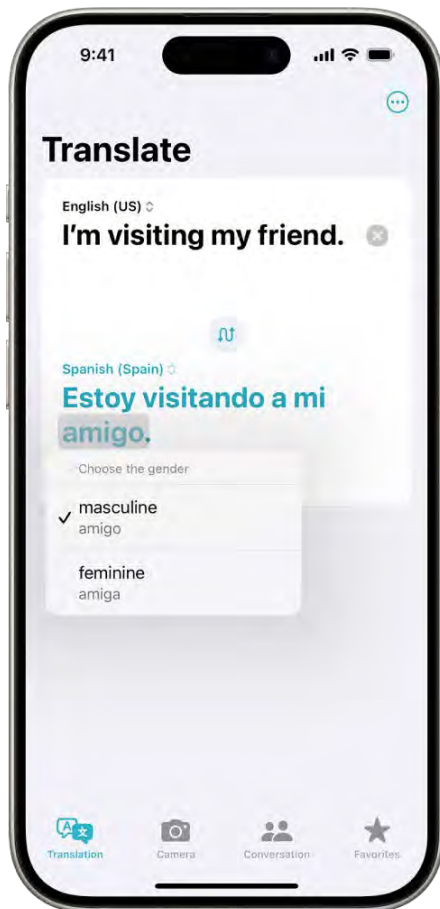 9:41
Translate
English (US)
I'm visiting my friend.
Spanish (Spain)
Estoy visitando a mi
amigo.
Choose the gender
masculine
amigo
feminine
amiga
Translation Camera Conversation Favorites